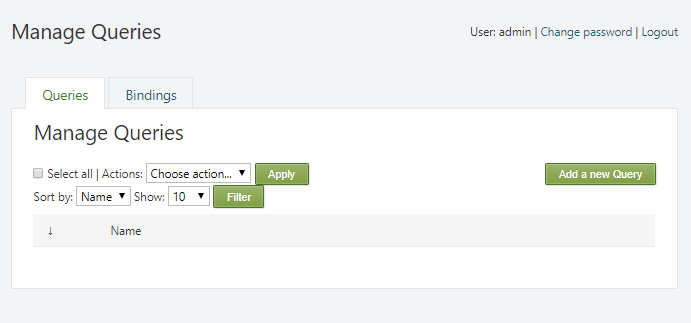 Manage Queries
User: admin | Change password | Logout
Queries
Bindings
Manage Queries
Select all | Actions: Choose action... Apply
Add a new Query
Sort by: Name Show: 10 Filter
↓ Name